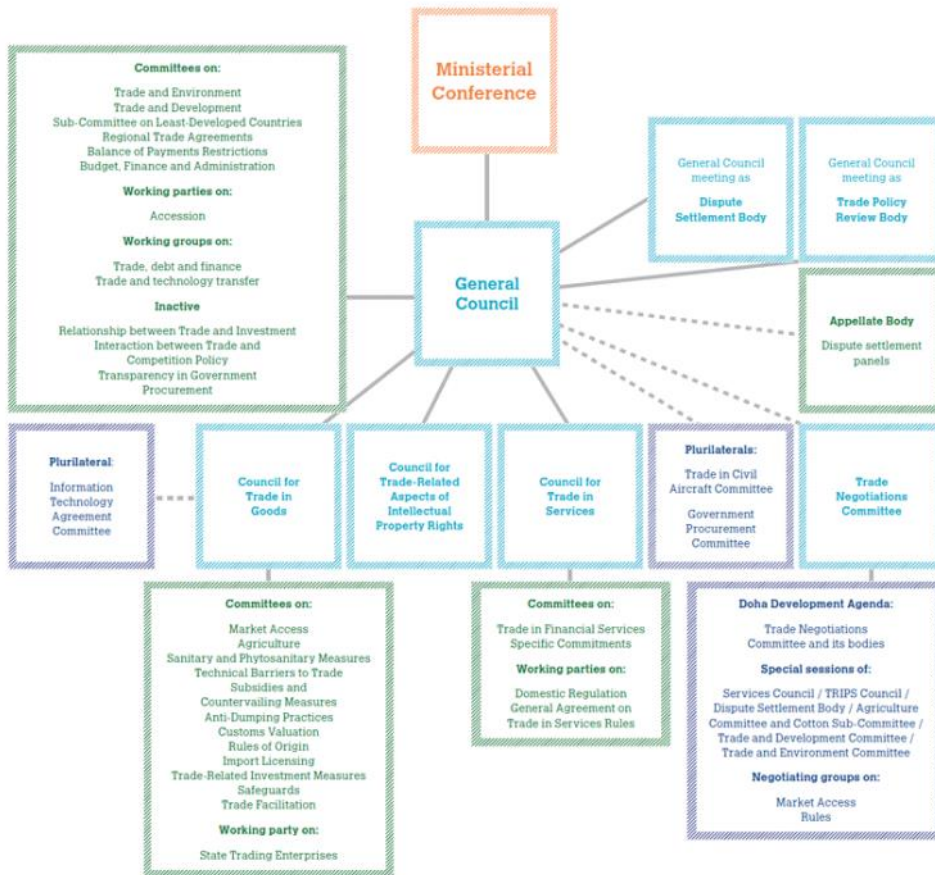 Ministerial
Conference
Committees on:
Trade and Environment
Trade and Development
Sub-Committee on Least-Developed Countries
Regional Trade Agreements
Balance of Payments Restrictions
Budget, Finance and Administration
Working parties on:
Accession
Working groups on:
Trade, debt and finance
Trade and technology transfer
Inactive
Relationship between Trade and Investment
Interaction between Trade and
Competition Policy
Transparency in Government
Procurement
General
Council
General Council
meeting as
Dispute
Settlement Body
General Council
meeting as
Trade Policy
Review Body
Appellate Body
Dispute settlement
panels
Plurilateral:
Information
Technology
Agreement
Committee
Council for
Trade in
Goods
Council for
Trade-Related
Aspects of
Intellectual
Property Rights
Council for
Trade in
Services
Plurilaterals:
Trade in Civil
Aircraft Committee
Government
Procurement
Committee
Trade
Negotiations
Committee
Committees on:
Market Access
Agriculture
Sanitary and Phytosanitary Measures
Technical Barriers to Trade
Subsidies and
Countervailing Measures
Anti-Dumping Practices
Customs Valuation
Rules of Origin
Import Licensing
Trade-Related Investment Measures
Safeguards
Trade Facilitation
Working party on:
State Trading Enterprises
Committees on:
Trade in Financial Services
Specific Commitments
Working parties on:
Domestic Regulation
General Agreement on
Trade in Services Rules
Doha Development Agenda:
Trade Negotiations
Committee and its bodies
Special sessions of:
Services Council / TRIPS Council /
Dispute Settlement Body / Agriculture
Committee and Cotton Sub-Committee /
Trade and Development Committee /
Trade and Environment Committee
Negotiating groups on:
Market Access
Rules